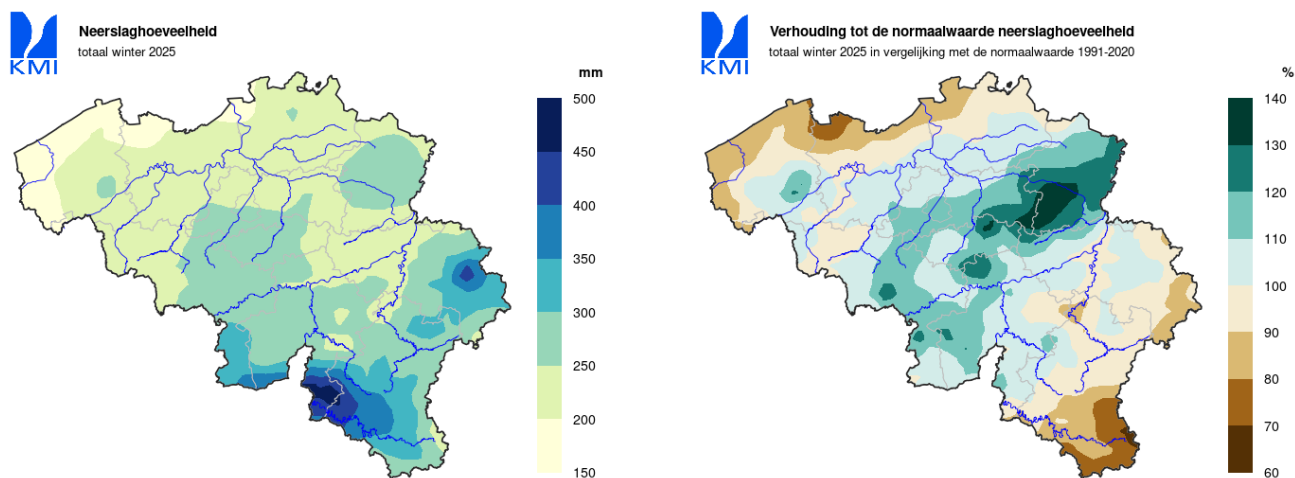 KMI
Neerslaghoeveelheid
totaal winter 2025
mm
500
450
400
350
300
250
200
150
KMI
Verhouding tot de normaalwaarde neerslaghoeveelheid
totaal winter 2025 in vergelijking met de normaalwaarde 1991-2020
%
140
130
120
110
100
90
80
70
60